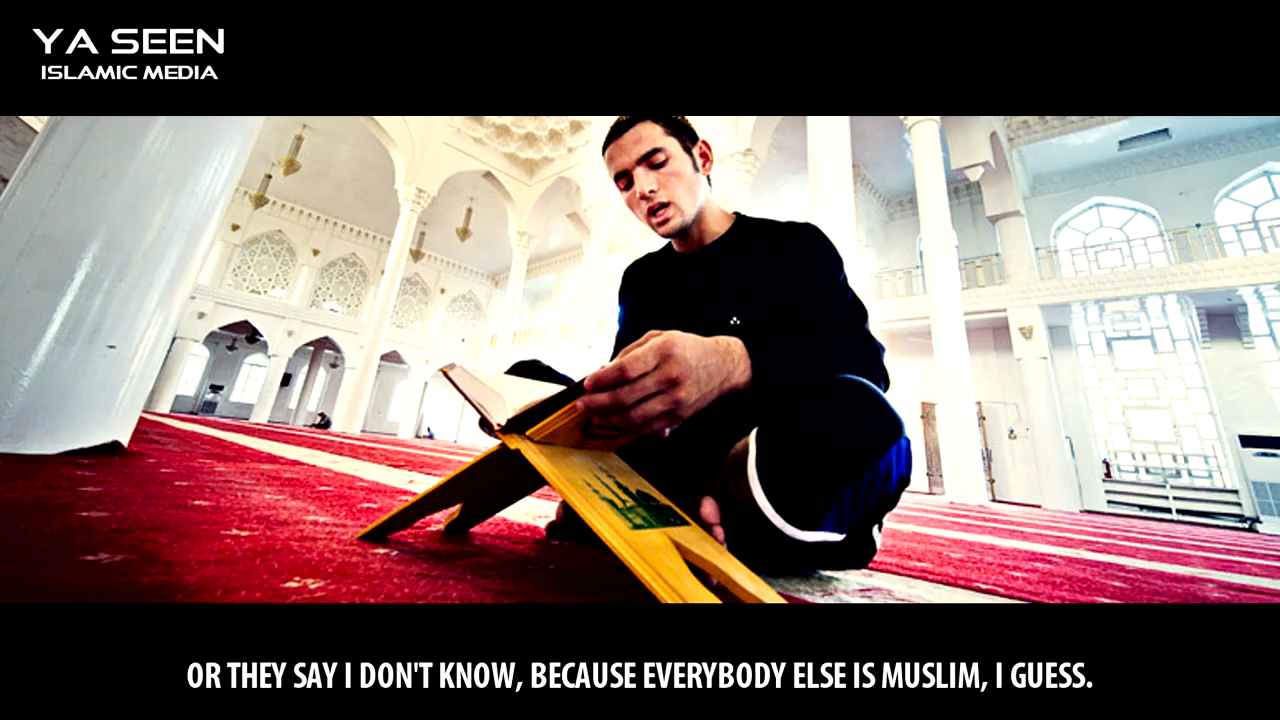 YA SEEN
ISLAMIC MEDIA
OR THEY SAY I DON'T KNOW, BECAUSE EVERYBODY ELSE IS MUSLIM, I GUESS.